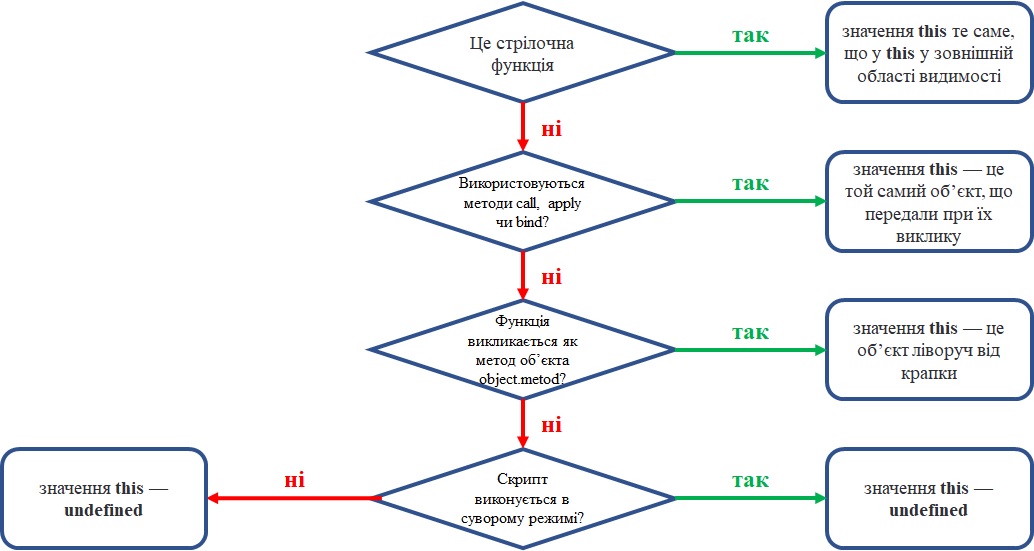 Це стрілочна
функція
так
значення this те саме,
що у this у зовнішній
області видимості
ні
Використовуються
методи call, apply
чи bind?
так
значення this — це
той самий об’єкт, що
передали при їх
виклику
ні
Функція
викликається як
метод об’єкта
object.metod?
так
значення this — це
об’єкт ліворуч від
крапки
ні
Скрипт
виконується в
суворому режимі?
ні
значення this —
undefined
так
значення this —
undefined